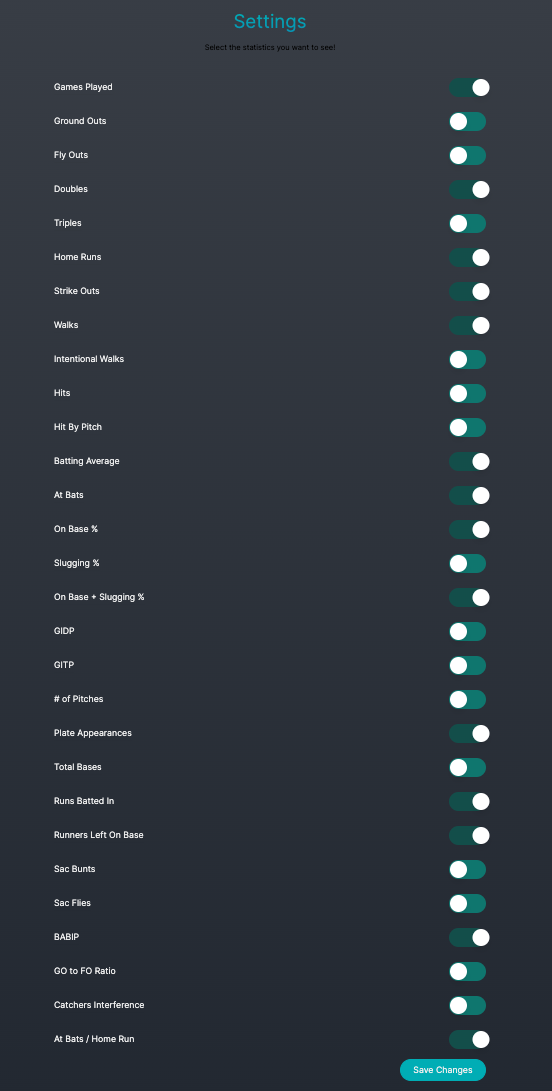 Settings
Select the statistics you want to see!
Games Played
Ground Outs
Fly Outs
Doubles
Triples
Home Runs
Strike Outs
Walks
Intentional Walks
Hits
Hit By Pitch
Batting Average
At Bats
On Base %
Slugging %
On Base + Slugging %
GIDP
GITP
# of Pitches
Plate Appearances
Total Bases
Runs Batted In
Runners Left On Base
Sac Bunts
Sac Flies
BABIP
GO to FO Ratio
Catchers Interference
At Bats / Home Run
Save Changes